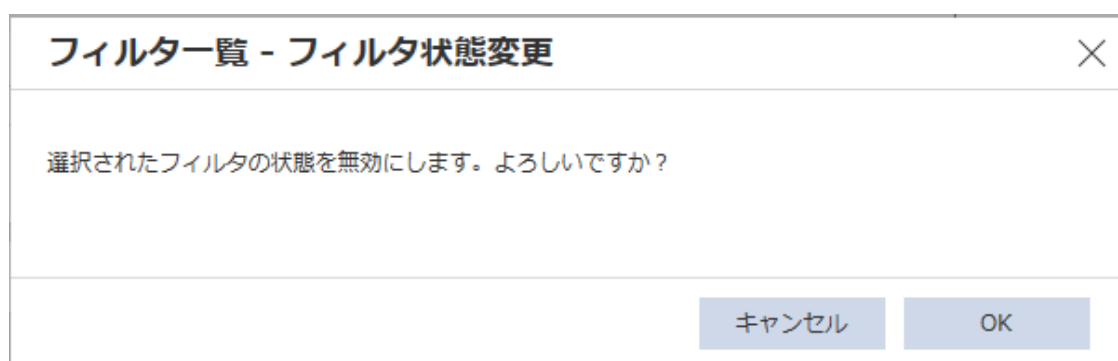 フィルター覧 - フィルタ状態変更
選択されたフィルタの状態を無効にします。よろしいですか？
キャンセル
OK